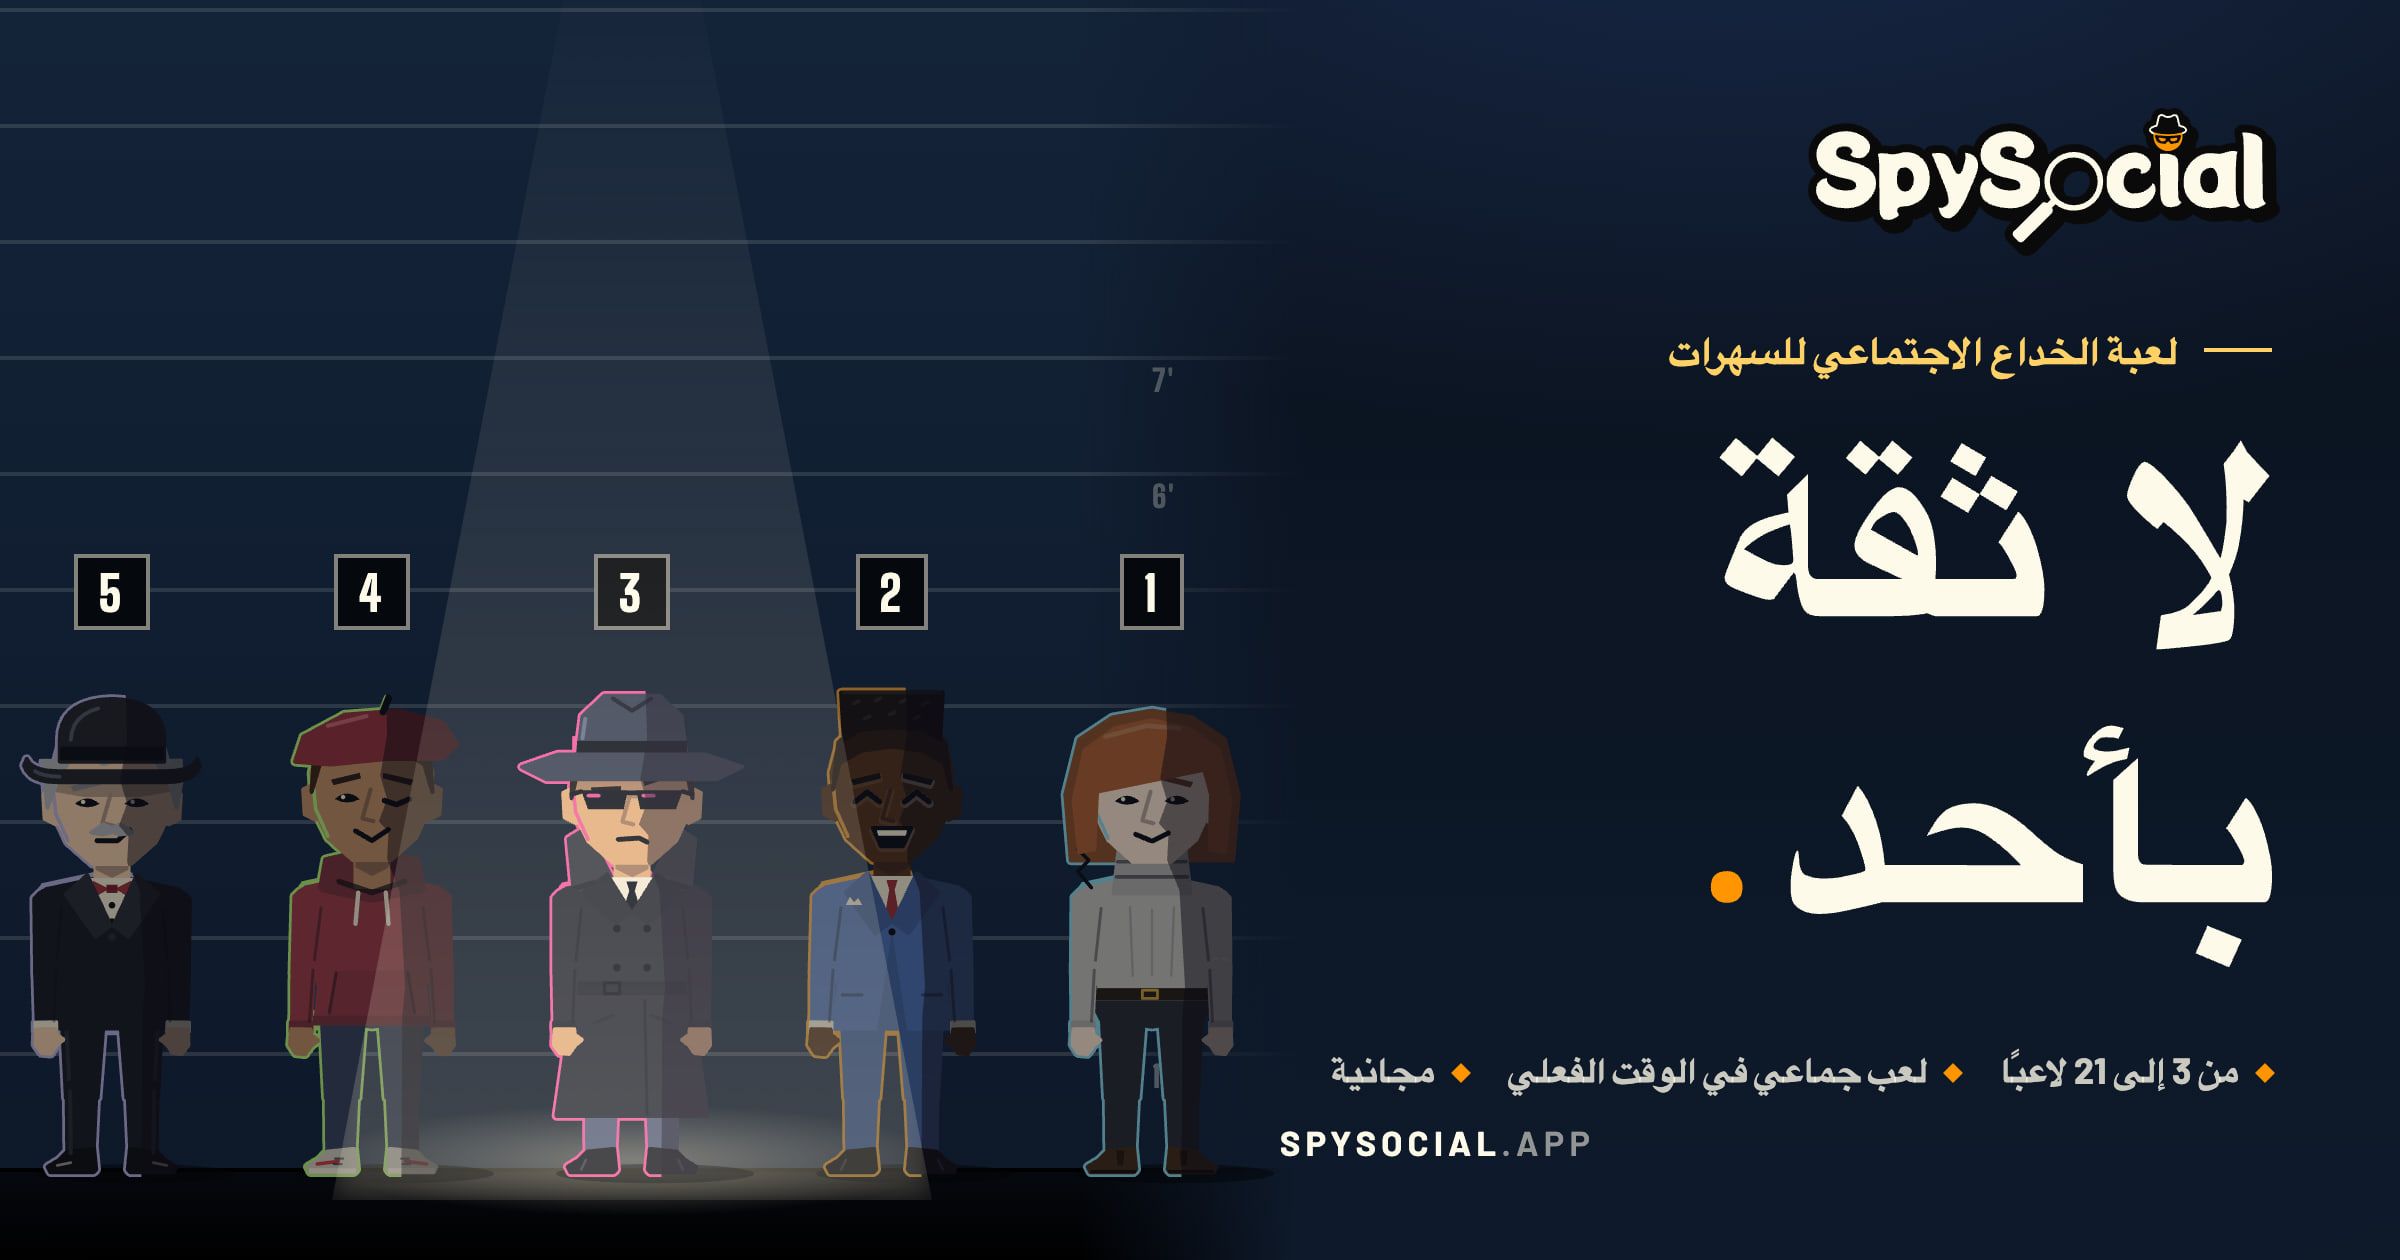 SpySocial
لعبة الخداع الاجتماعي للسهرات
لا ثقة
بأحد.
من 3 إلى 21 لاعبًا ◆ لعب جماعي في الوقت الفعلي ◆ مجانية
SPYSOCIAL.APP
7'
6'
1 2 3 4 5
1